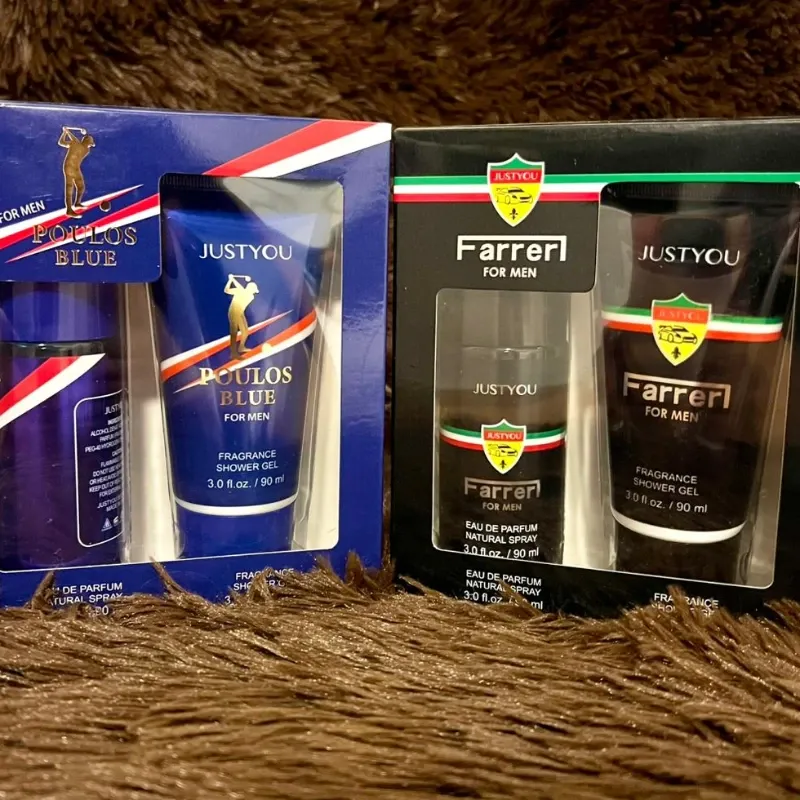 FOR MEN
POULOS
BLUE
JUSTYOU
POULOS
BLUE
FOR MEN
FRAGRANCE
SHOWER GEL
3.0 fl.oz. / 90 ml
JUSTYOU
DE PARFUM
SPRAY
JUSTYOU
Farrerl
FOR MEN
JUSTYOU
JUSTYOU
Farrerl
FOR MEN
EAU DE PARFUM
NATURAL SPRAY
3.0 fl.oz. / 90 ml
EAU DE PARFUM
NATURAL SPRAY
3.0 fl.oz.
JUSTYOU
JUSTYOU
Farrerl
FOR MEN
FRAGRANCE
SHOWER GEL
3.0 fl.oz. / 90 ml
FRAGRANCE